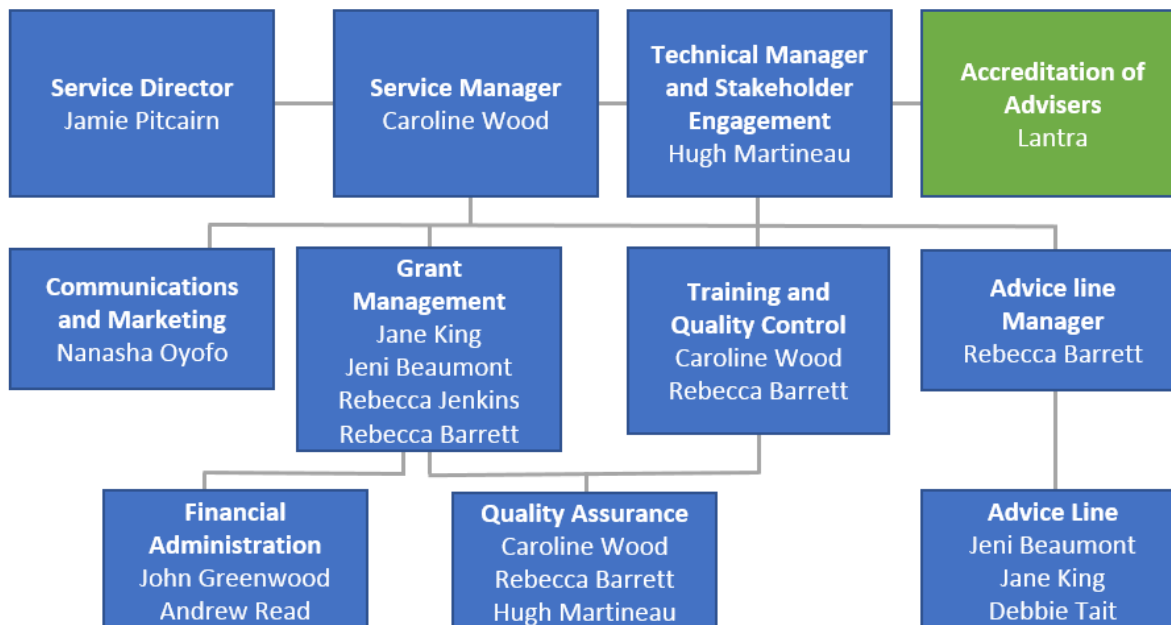 Service Director
Jamie Pitcairn
Service Manager
Caroline Wood
Technical Manager
and Stakeholder
Engagement
Hugh Martineau
Accreditation of
Advisers
Lantra
Communications
and Marketing
Nanasha Oyofo
Grant
Management
Jane King
Jeni Beaumont
Rebecca Jenkins
Rebecca Barrett
Training and
Quality Control
Caroline Wood
Rebecca Barrett
Advice line
Manager
Rebecca Barrett
Financial
Administration
John Greenwood
Andrew Read
Quality Assurance
Caroline Wood
Rebecca Barrett
Hugh Martineau
Advice Line
Jeni Beaumont
Jane King
Debbie Tait